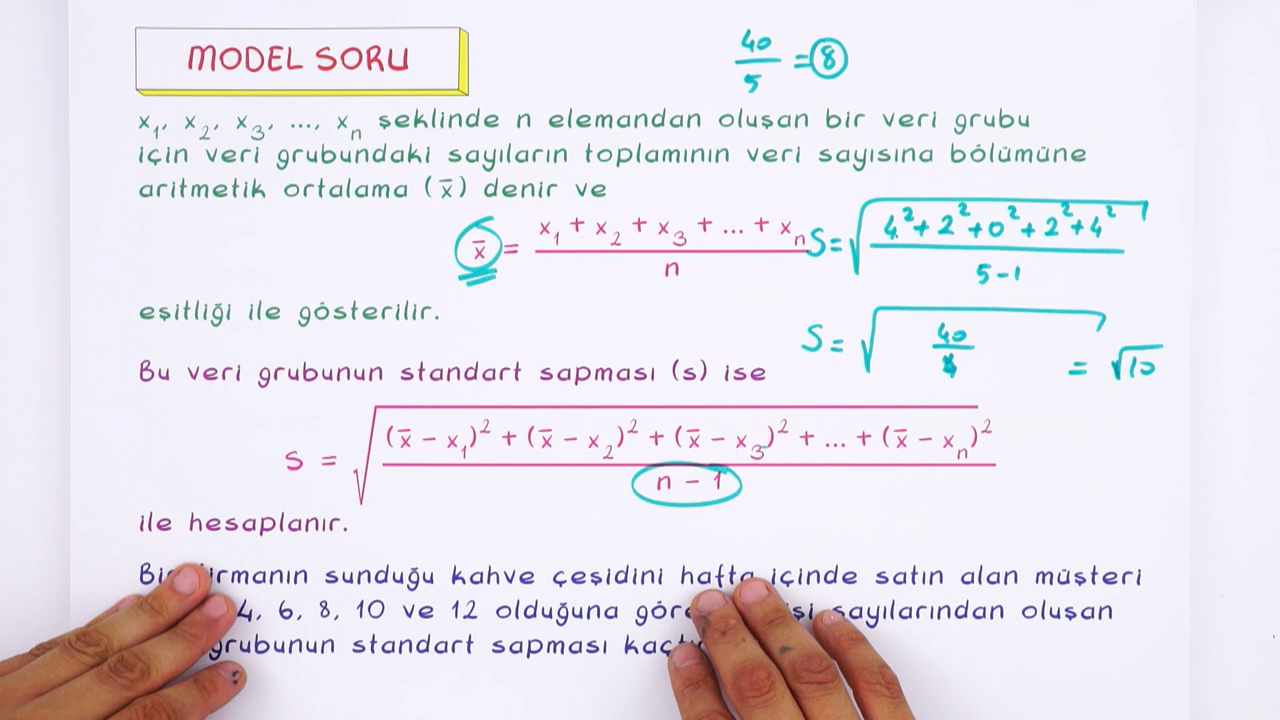 MODEL SORU
40/5 = 8
x₁, x₂, x₃, ..., xₙ şeklinde n elemandan oluşan bir veri grubu
için veri grubundaki sayıların toplamının veri sayısına bölümüne
aritmetik ortalama (x̄) denir ve
x̄ = (x₁ + x₂ + x₃ + ... + xₙ) / n
S = √((4² + 2² + 0² + 2² + 4²) / (5-1))
eşitliği ile gösterilir.
S = √(40/4) = √10
Bu veri grubunun standart sapması (s) ise
s = √(((x̄ - x₁)² + (x̄ - x₂)² + (x̄ - x₃)² + ... + (x̄ - xₙ)²) / (n - 1))
ile hesaplanır.
sunduğu kahve çeşidini hafta içinde satın alan müşteri
4, 6, 8, 10 ve 12 olduğuna sayılarından oluşan
grubunun standart sapması